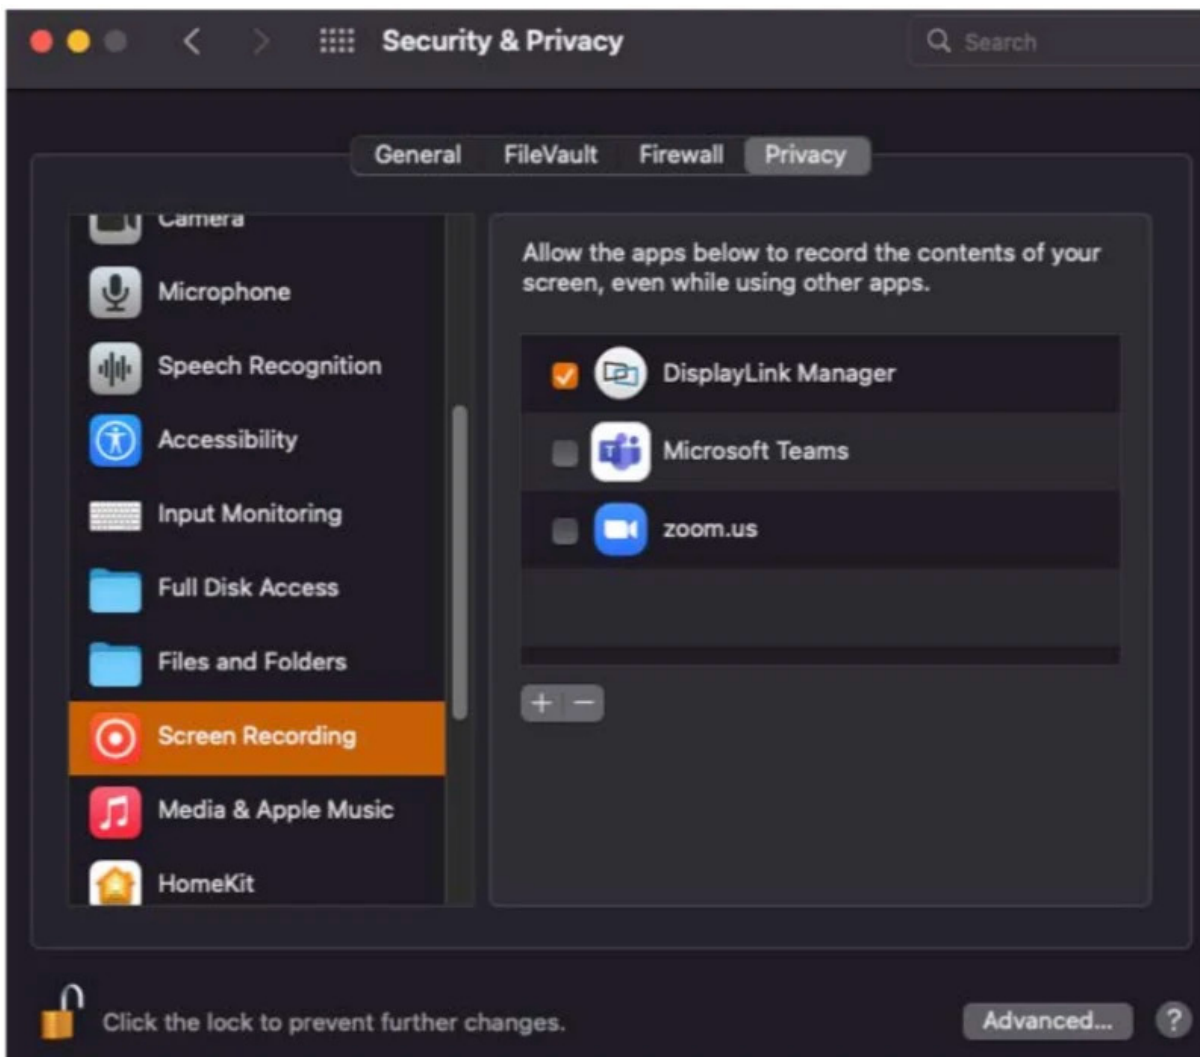 Security & Privacy
Search
General
FileVault
Firewall
Privacy
Camera
Microphone
Speech Recognition
Accessibility
Input Monitoring
Full Disk Access
Files and Folders
Screen Recording
Media & Apple Music
HomeKit
Allow the apps below to record the contents of your
screen, even while using other apps.
DisplayLink Manager
Microsoft Teams
zoom.us
+ −
Click the lock to prevent further changes.
Advanced...
?